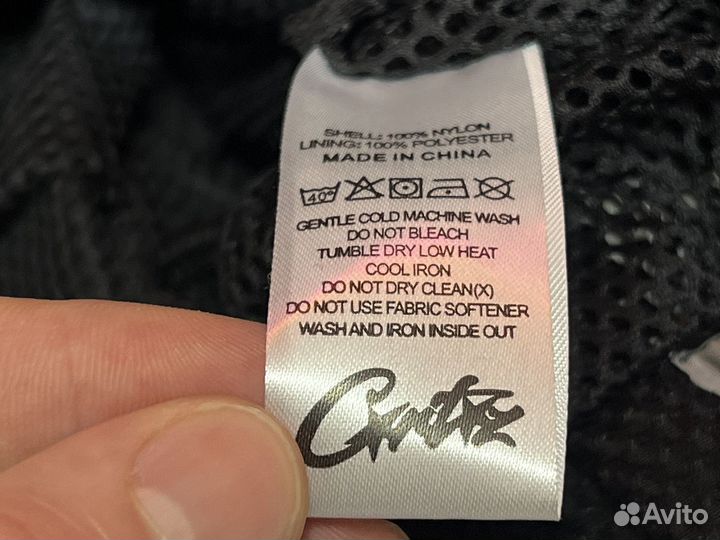 SHELL: 100% NYLON
LINING: 100% POLYESTER
MADE IN CHINA
40°
GENTLE COLD MACHINE WASH
DO NOT BLEACH
TUMBLE DRY LOW HEAT
COOL IRON
DO NOT DRY CLEAN(X)
DO NOT USE FABRIC SOFTENER
WASH AND IRON INSIDE OUT
Crtz
Avito